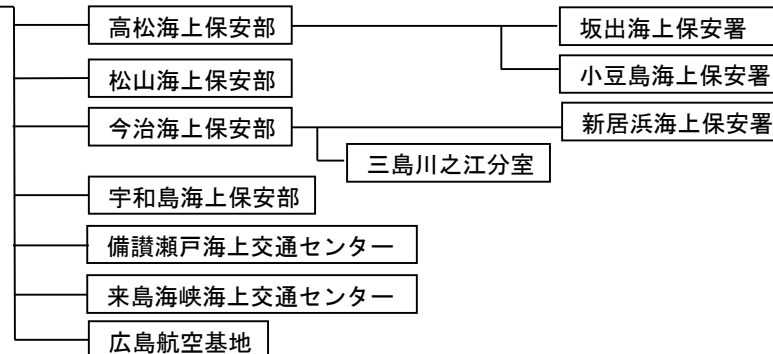 高松海上保安部
坂出海上保安署
小豆島海上保安署
松山海上保安部
今治海上保安部
新居浜海上保安署
三島川之江分室
宇和島海上保安部
備讃瀬戸海上交通センター
来島海峡海上交通センター
広島航空基地